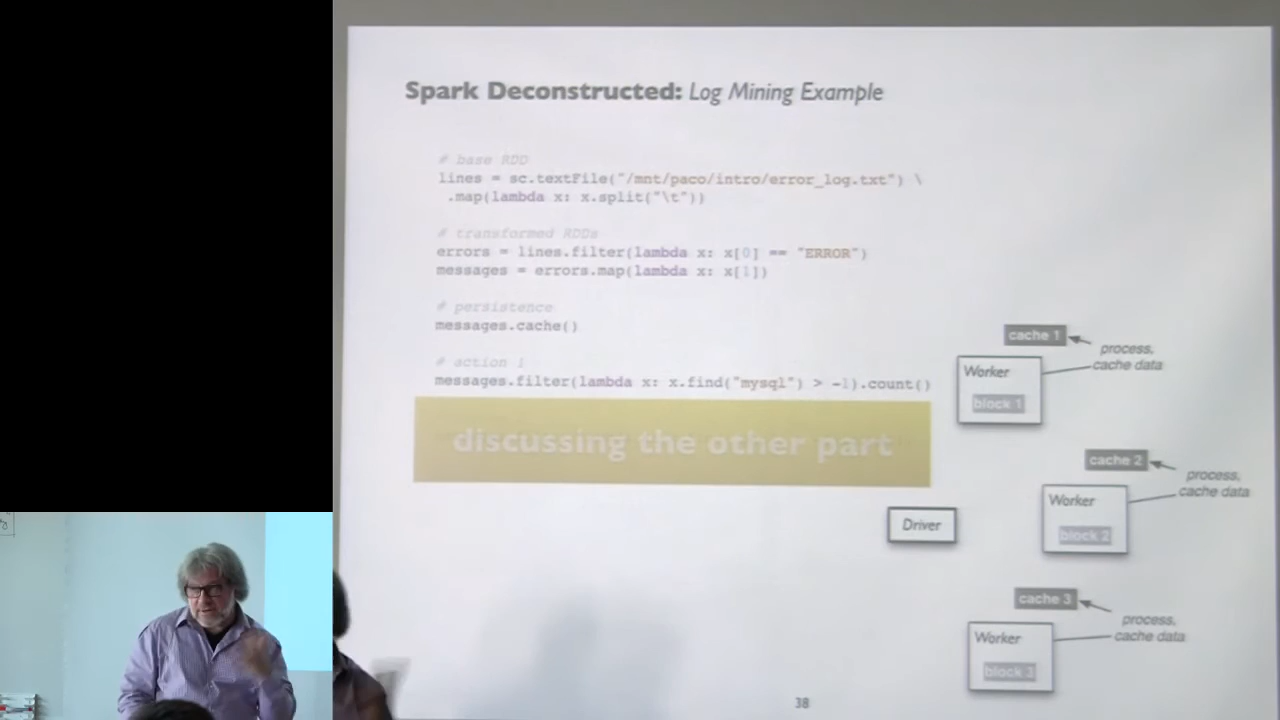 Spark Deconstructed: Log Mining Example
# base RDD
lines = sc.textFile("/mnt/paco/intro/error_log.txt") \
.map(lambda x: x.split("\t"))
# transformed RDDs
errors = lines.filter(lambda x: x[0] == "ERROR")
messages = errors.map(lambda x: x[1])
# persistence
messages.cache()
# action 1
messages.filter(lambda x: x.find("mysql") > -1).count()
discussing the other part
cache 1
process,
cache data
Worker
block 1
cache 2
process,
cache data
Worker
block 2
Driver
cache 3
process,
cache data
Worker
block 3
38